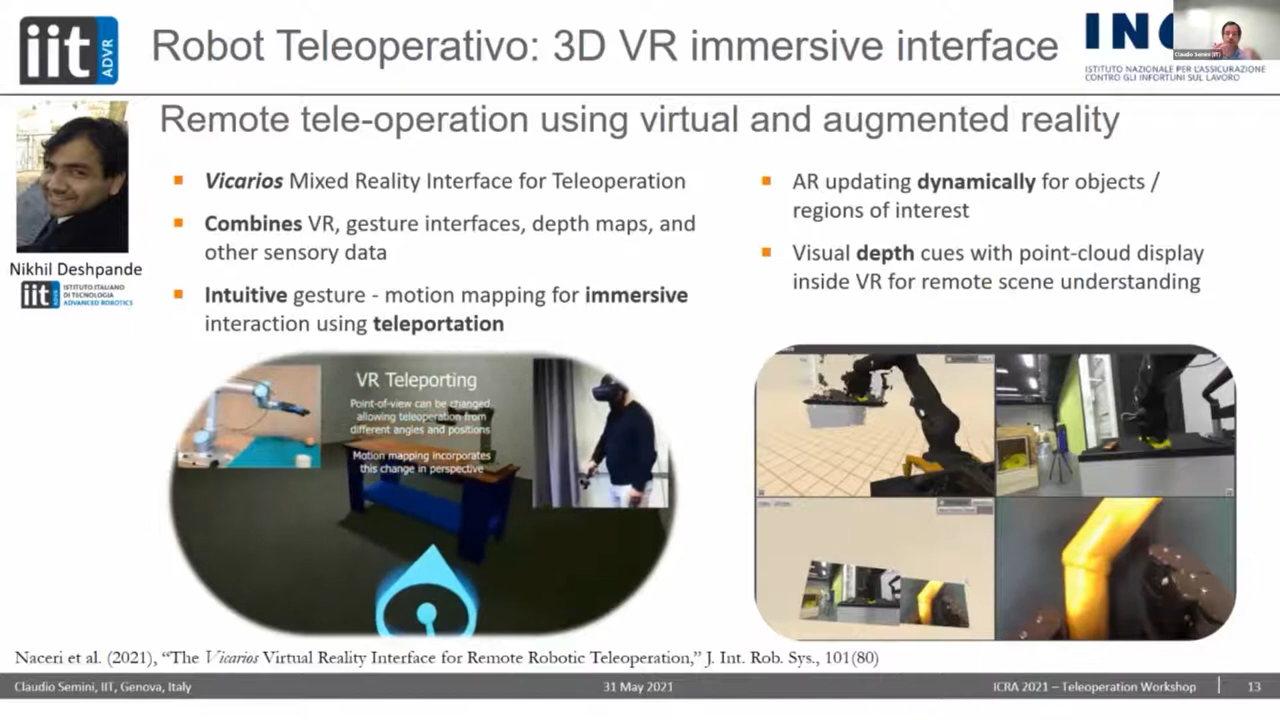 iit
ADVR
Robot Teleoperativo: 3D VR immersive interface
ISTITUTO NAZIONALE PER L'ASSICURAZIONE
CONTRO GLI INFORTUNI SUL LAVORO
Claudio Semini (IIT)
Remote tele-operation using virtual and augmented reality
Nikhil Deshpande
iit
ISTITUTO ITALIANO
DI TECNOLOGIA
ADVANCED ROBOTICS
Vicarios Mixed Reality Interface for Teleoperation
Combines VR, gesture interfaces, depth maps, and
other sensory data
Intuitive gesture - motion mapping for immersive
interaction using teleportation
AR updating dynamically for objects /
regions of interest
Visual depth cues with point-cloud display
inside VR for remote scene understanding
VR Teleporting
Point-of-view can be changed
allowing teleoperation from
different angles and positions
Motion mapping incorporates
this change in perspective
Naceri et al. (2021), “The Vicarios Virtual Reality Interface for Remote Robotic Teleoperation,” J. Int. Rob. Sys., 101(80)
Claudio Semini, IIT, Genova, Italy
31 May 2021
ICRA 2021 – Teleoperation Workshop
13